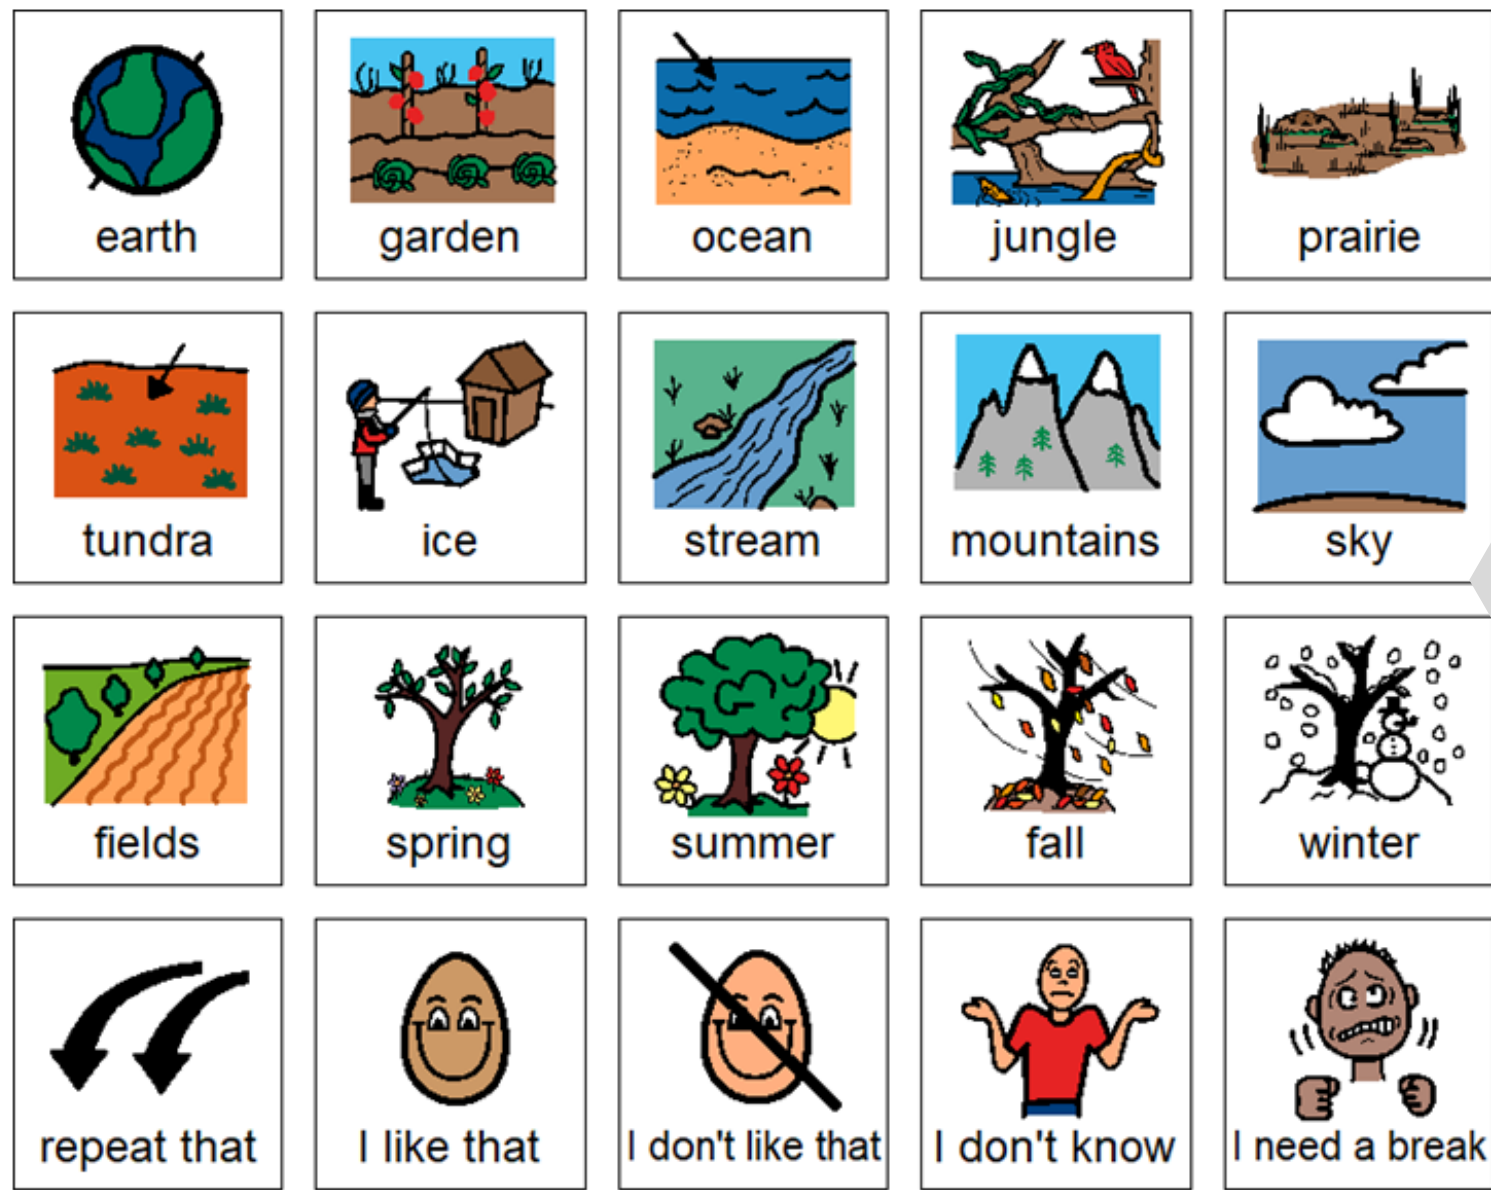 earth
garden
ocean
jungle
prairie
tundra
ice
stream
mountains
sky
fields
spring
summer
fall
winter
repeat that
I like that
I don't like that
I don't know
I need a break